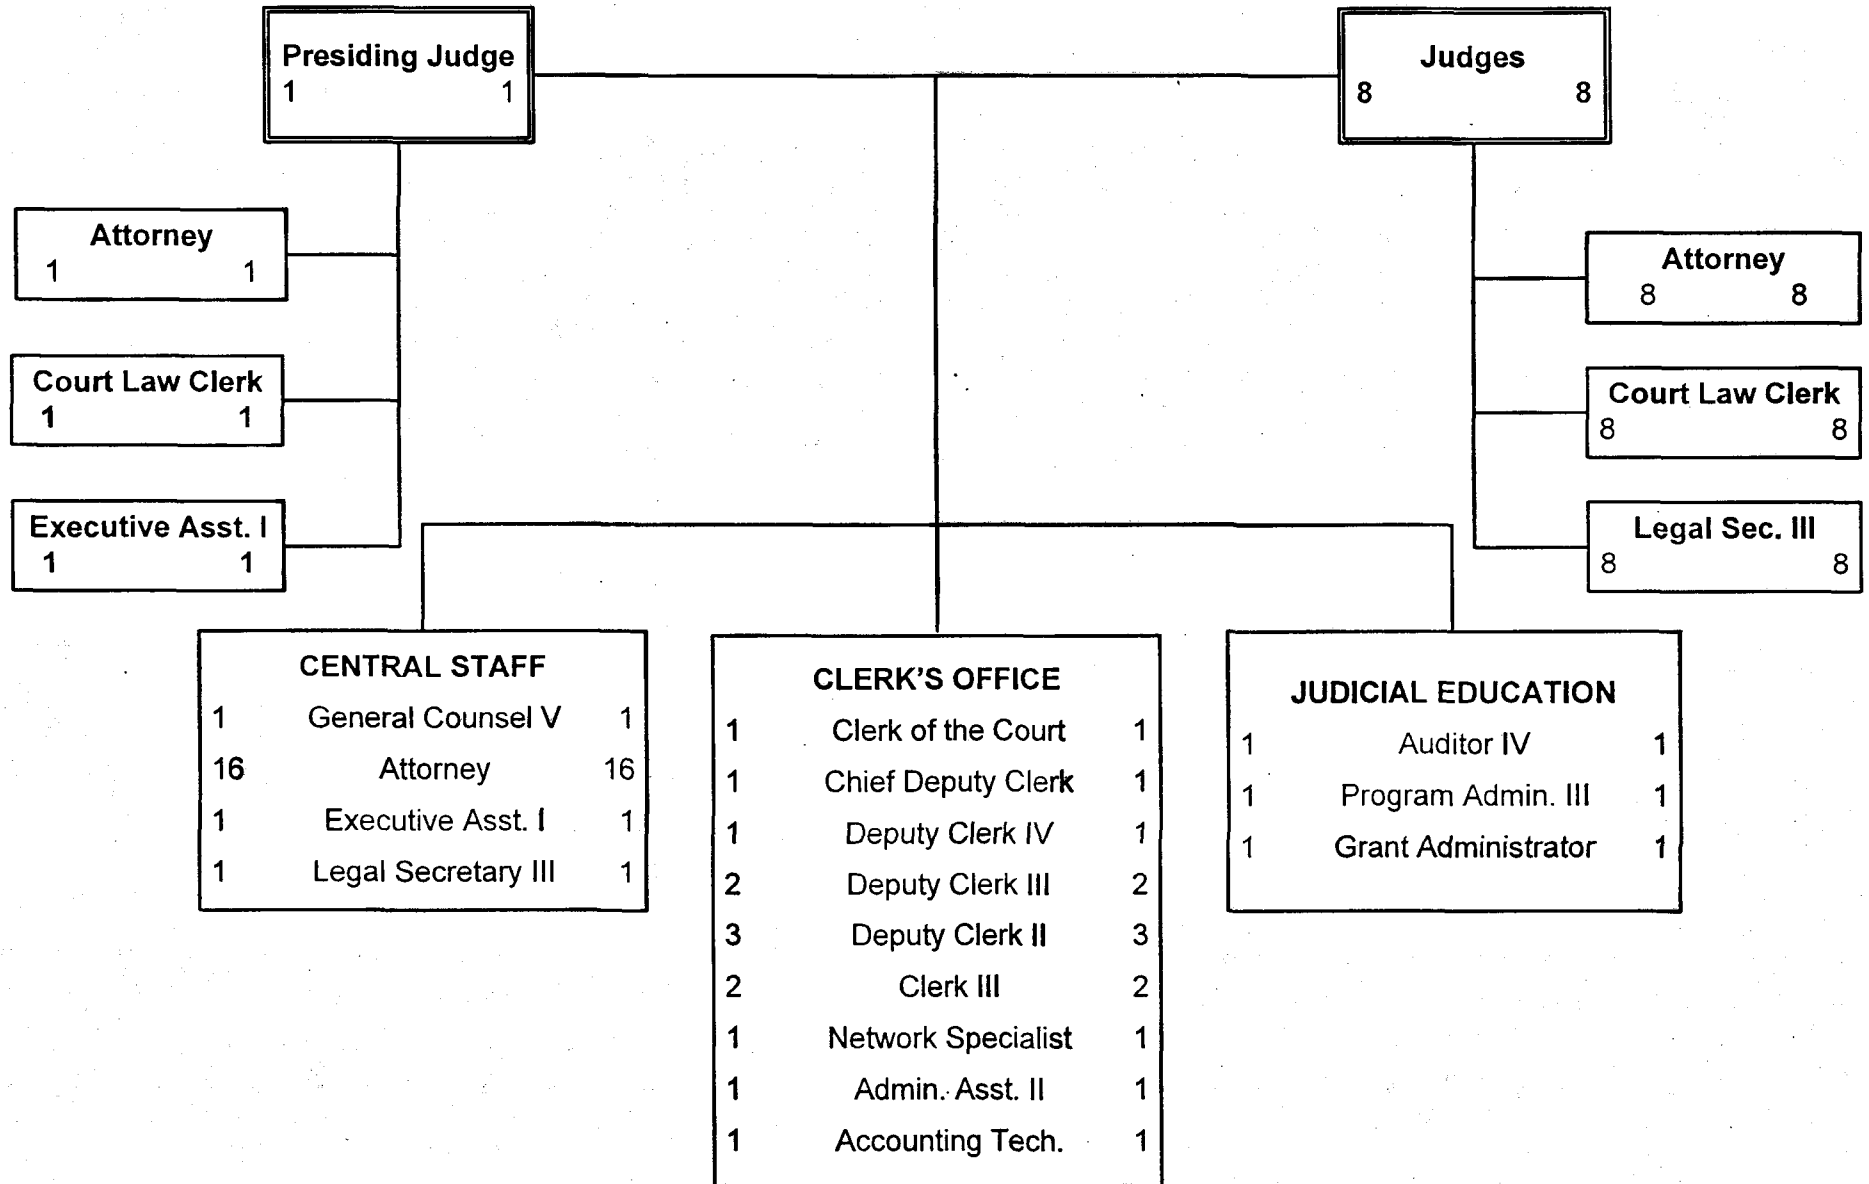 Presiding Judge
1 1
Judges
8 8
Attorney
1 1
Court Law Clerk
1 1
Executive Asst. I
1 1
Attorney
8 8
Court Law Clerk
8 8
Legal Sec. III
8 8
CENTRAL STAFF
1 General Counsel V 1
16 Attorney 16
1 Executive Asst. I 1
1 Legal Secretary III 1
CLERK'S OFFICE
1 Clerk of the Court 1
1 Chief Deputy Clerk 1
1 Deputy Clerk IV 1
2 Deputy Clerk III 2
3 Deputy Clerk II 3
2 Clerk III 2
1 Network Specialist 1
1 Admin. Asst. II 1
1 Accounting Tech. 1
JUDICIAL EDUCATION
1 Auditor IV 1
1 Program Admin. III 1
1 Grant Administrator 1